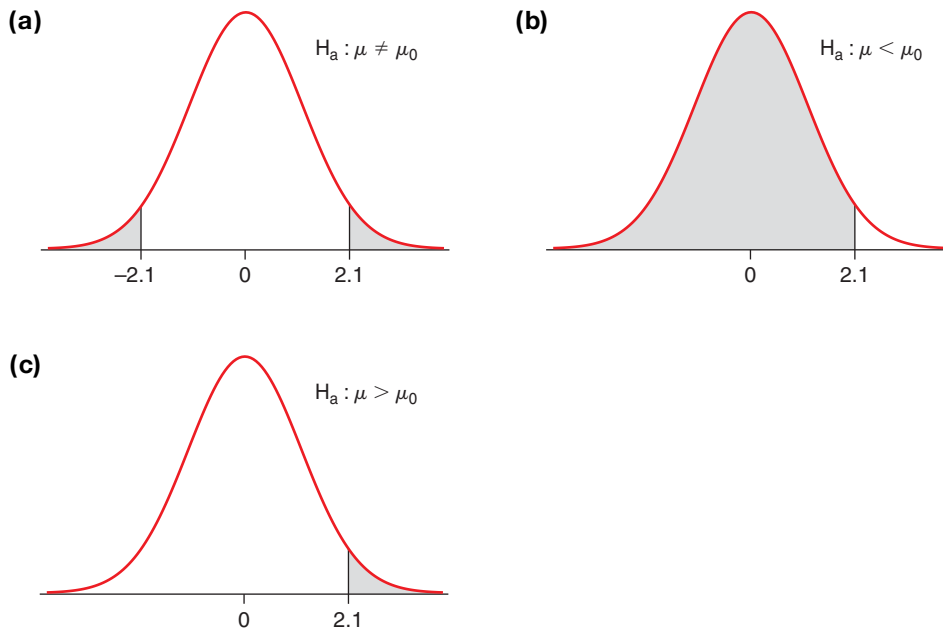 (a)
Hₐ : μ ≠ μ₀
–2.1 0 2.1
(b)
Hₐ : μ < μ₀
0 2.1
(c)
Hₐ : μ > μ₀
0 2.1